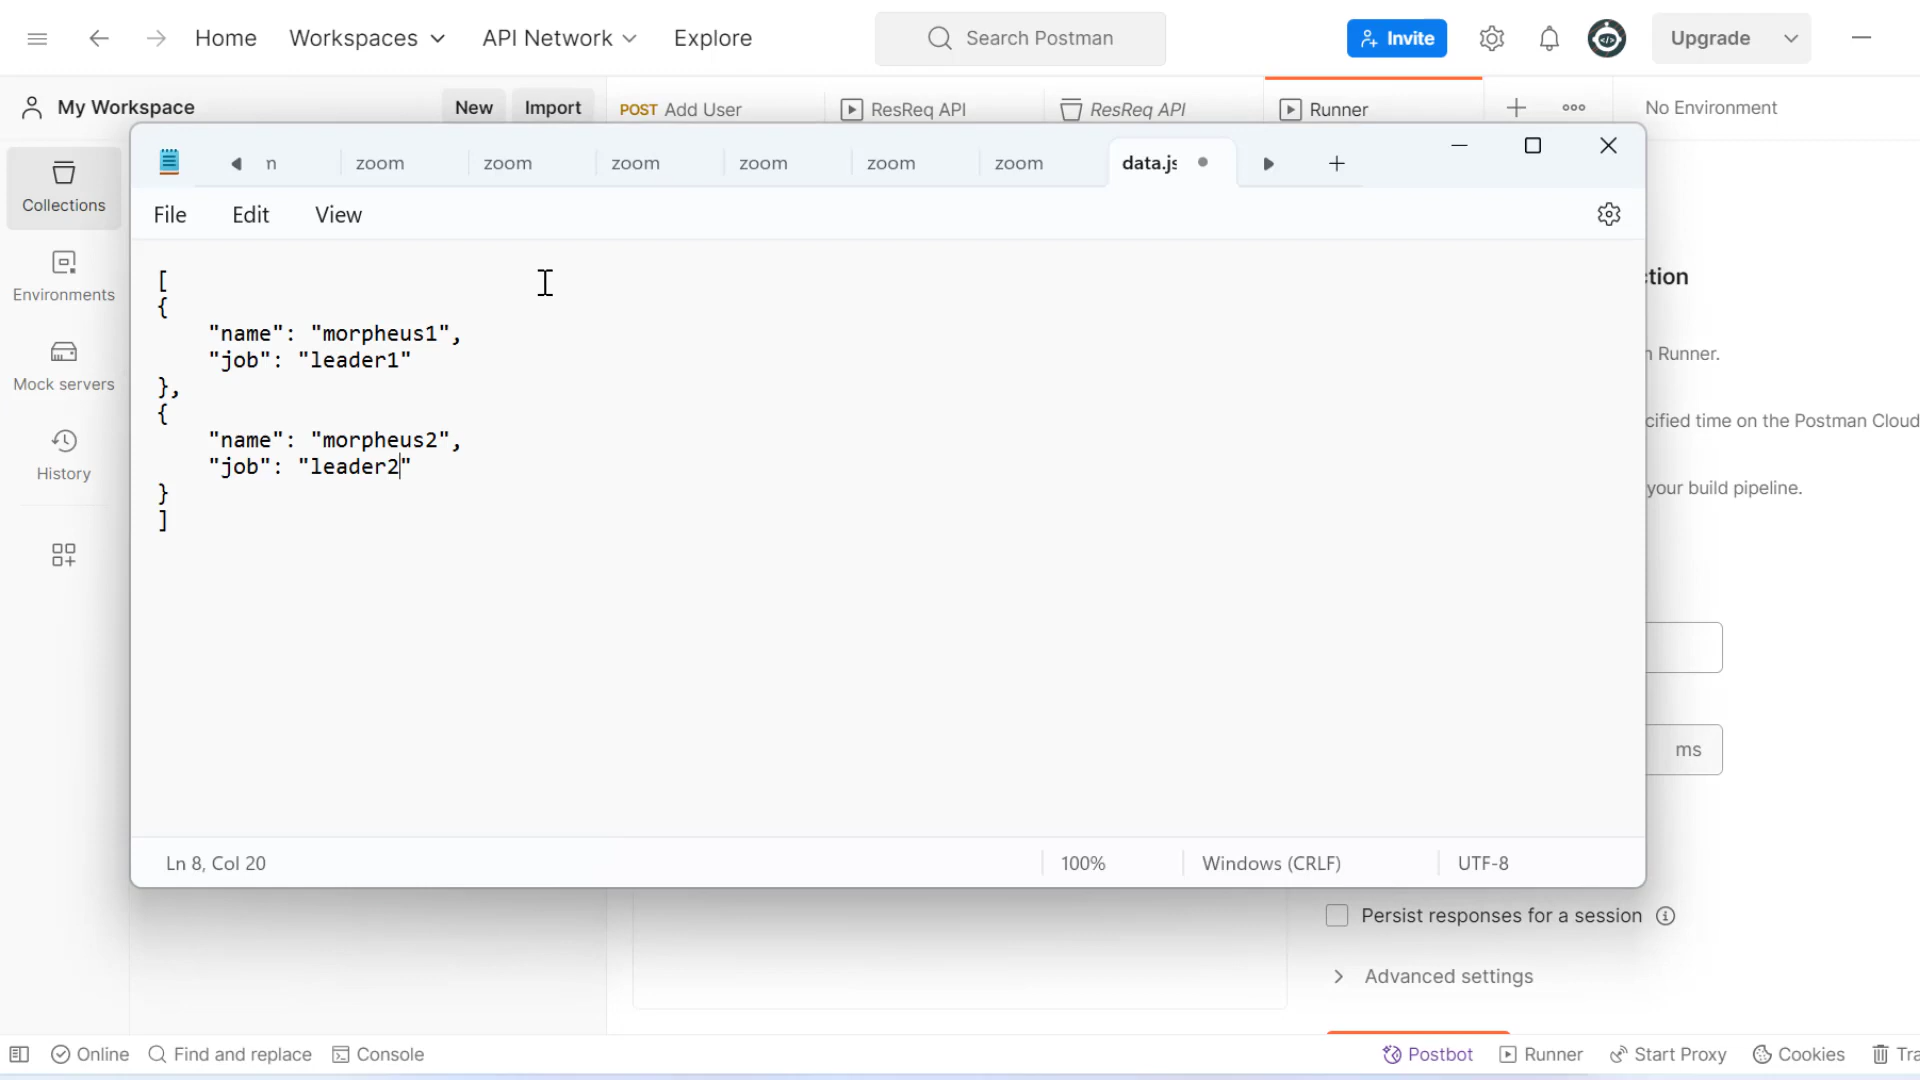 Home Workspaces API Network Explore Search Postman Invite Upgrade
My Workspace New Import POST Add User ResReq API ResReq API Runner No Environment
n zoom zoom zoom zoom zoom zoom data.js
File Edit View
Collections
Environments
Mock servers
History
[
{
"name": "morpheus1",
"job": "leader1"
},
{
"name": "morpheus2",
"job": "leader2"
}
]
ction
n Runner.
cified time on the Postman Cloud
your build pipeline.
ms
Ln 8, Col 20 100% Windows (CRLF) UTF-8
Persist responses for a session
Advanced settings
Online Find and replace Console Postbot Runner Start Proxy Cookies Tra